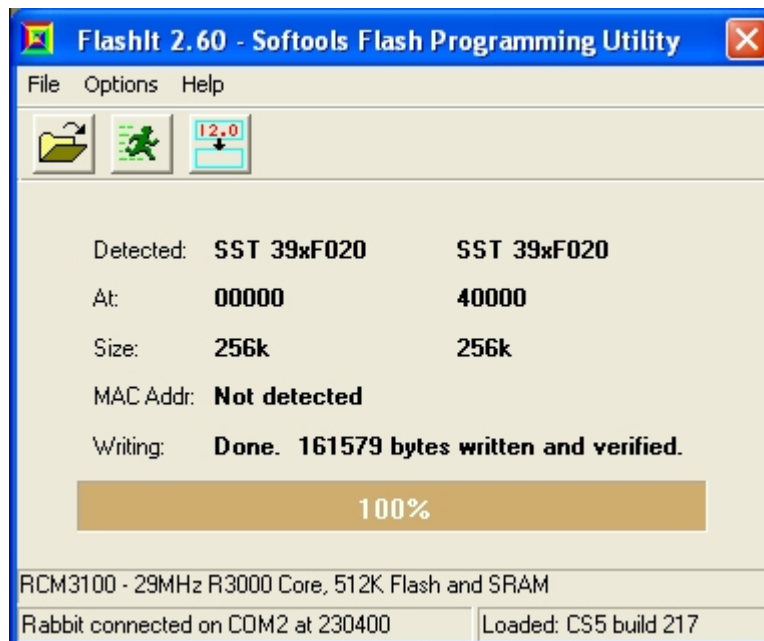 FlashIt 2.60 - Softools Flash Programming Utility
File Options Help
12.0
Detected: SST 39xF020 SST 39xF020
At: 00000 40000
Size: 256k 256k
MAC Addr: Not detected
Writing: Done. 161579 bytes written and verified.
100%
RCM3100 - 29MHz R3000 Core, 512K Flash and SRAM
Rabbit connected on COM2 at 230400 Loaded: CS5 build 217